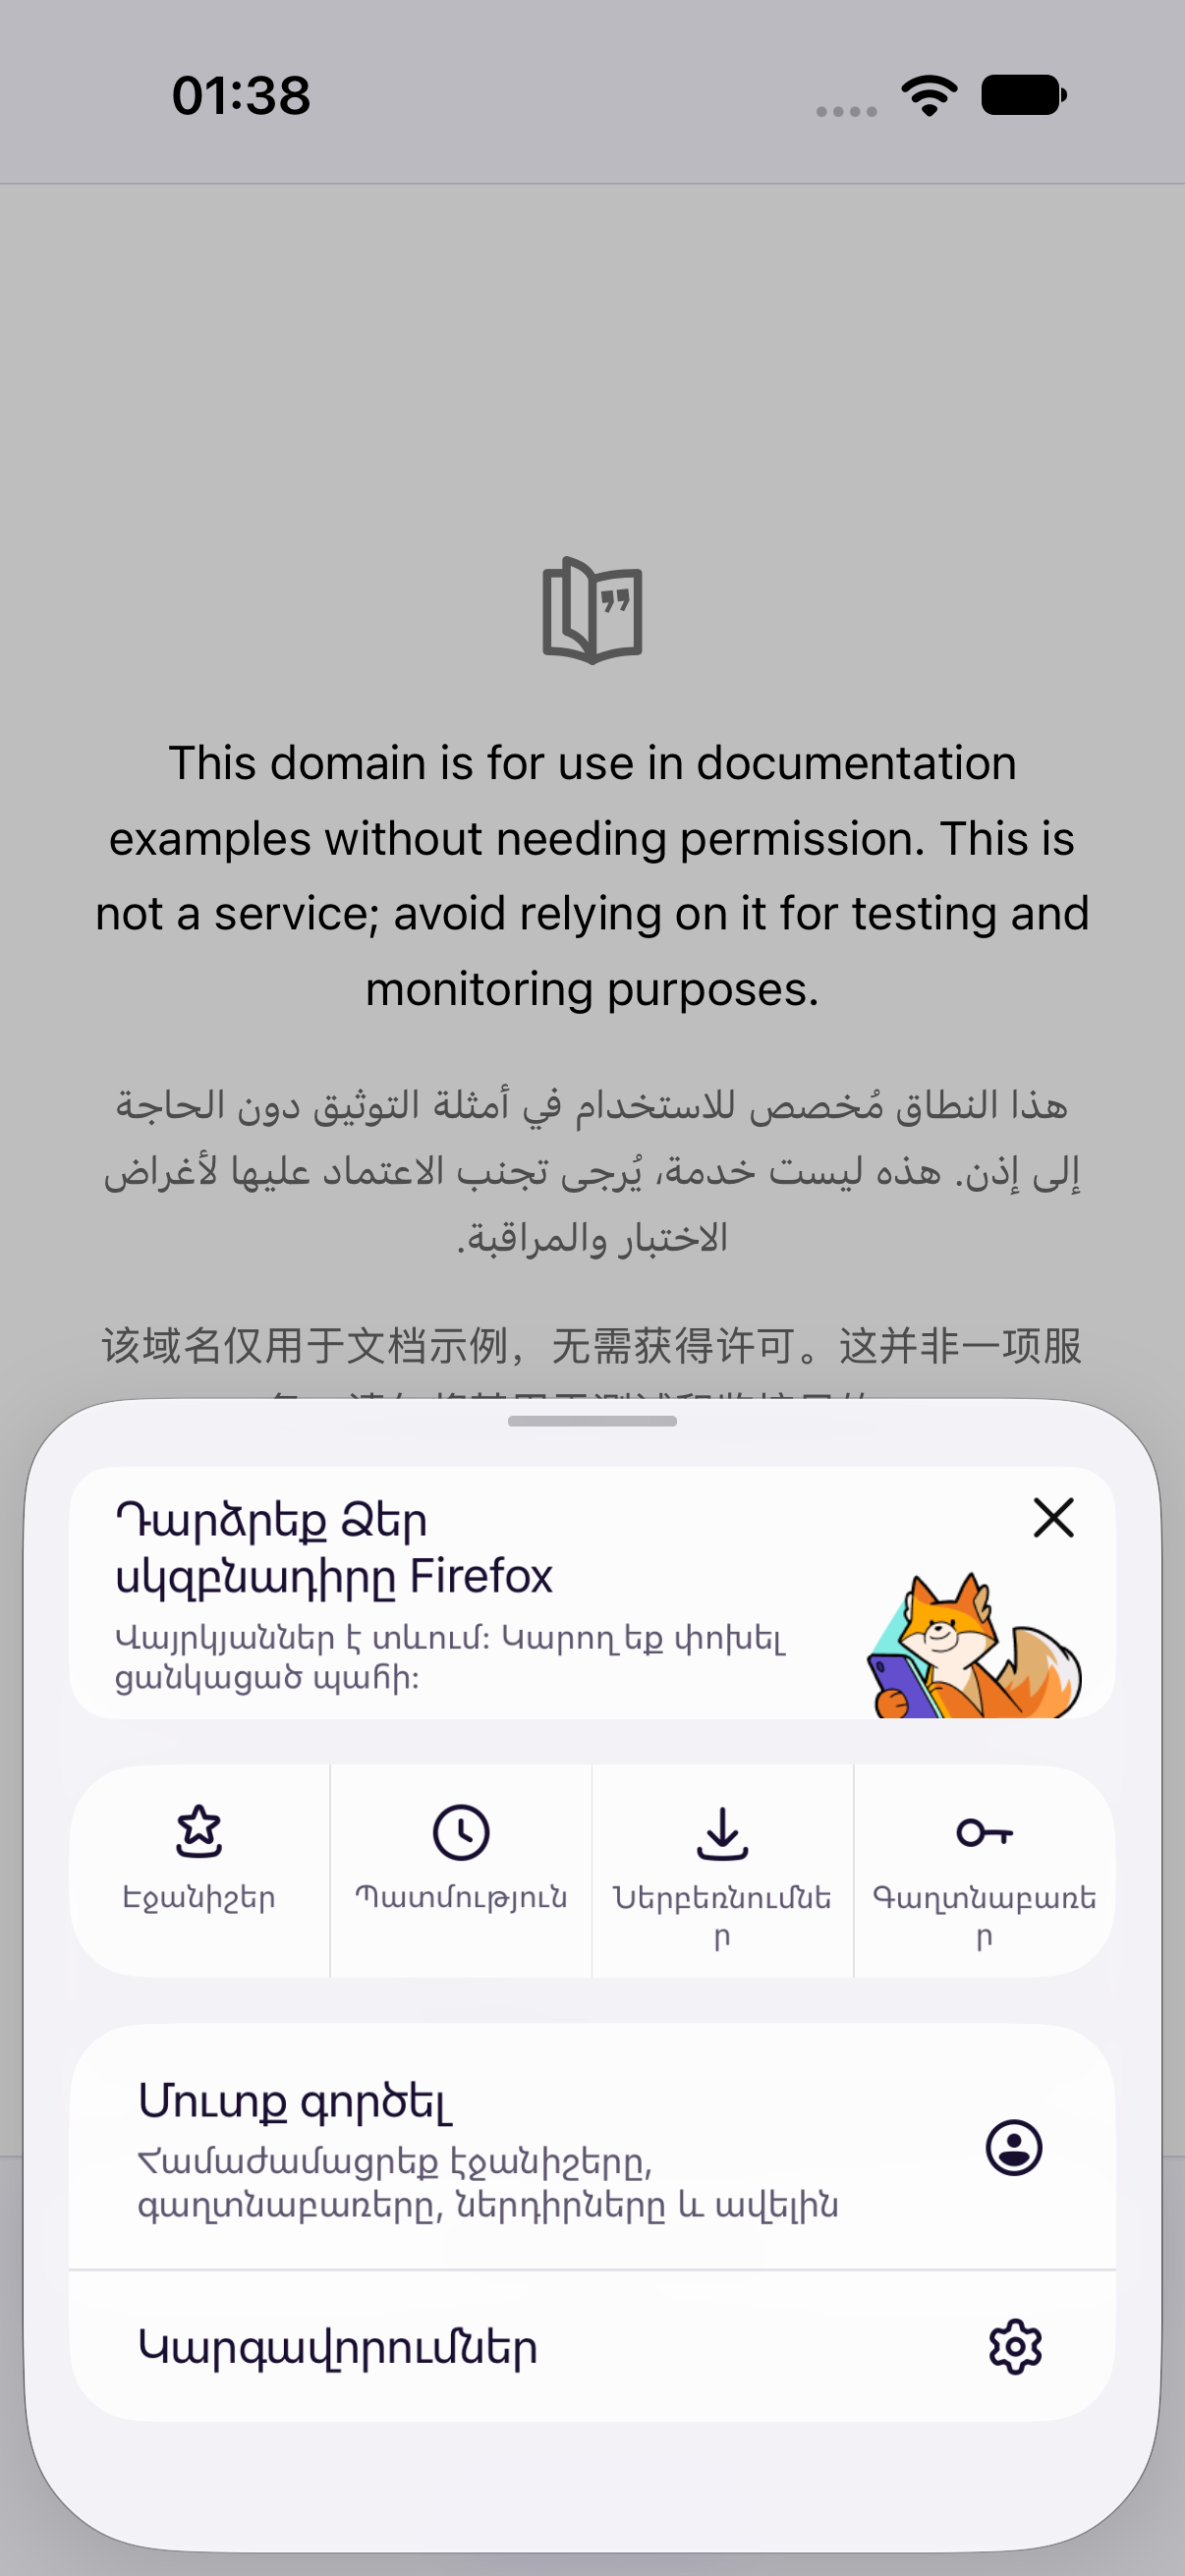 01:38
This domain is for use in documentation
examples without needing permission. This is
not a service; avoid relying on it for testing and
monitoring purposes.
هذا النطاق مُخصص للاستخدام في أمثلة التوثيق دون الحاجة
إلى إذن. هذه ليست خدمة، يُرجى تجنب الاعتماد عليها لأغراض
الاختبار والمراقبة.
该域名仅用于文档示例，无需获得许可。这并非一项服
Դարձրեք Ձեր
սկզբնադիրը Firefox
Վայրկյաններ է տևում: Կարող եք փոխել
ցանկացած պահի:
Էջանիշեր
Պատմություն
Ներբեռնումնե
ր
Գաղտնաբառե
ր
Մուտք գործել
Համաժամացրեք էջանիշերը,
գաղտնաբառերը, ներդիրները և ավելին
Կարգավորումներ